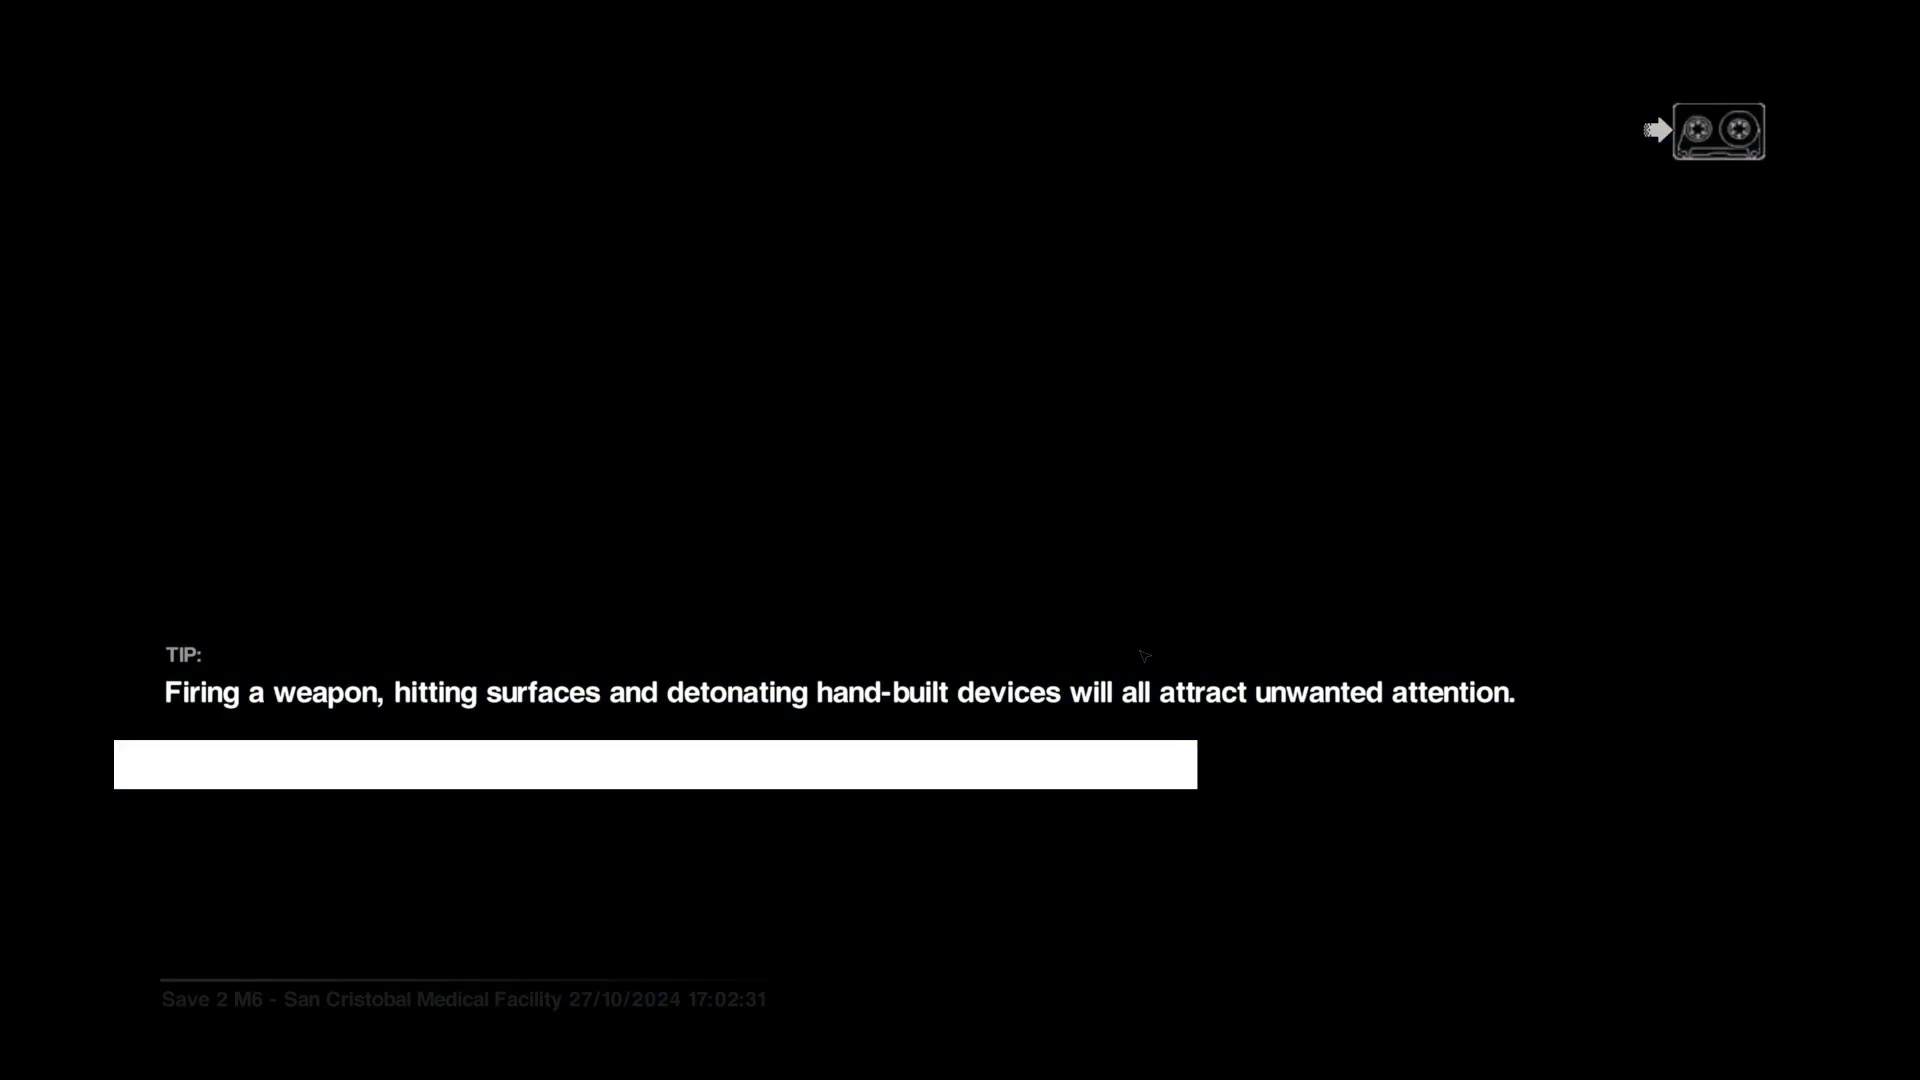 TIP:
Firing a weapon, hitting surfaces and detonating hand-built devices will all attract unwanted attention.
Save 2 M6 - San Cristobal Medical Facility 27/10/2024 17:02:31